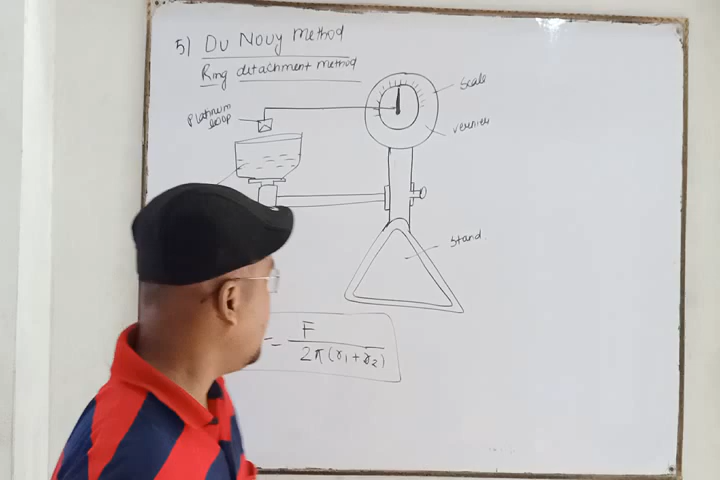 5) Du Nouy Method
Ring detachment method
Platinum
loop
Scale
vernier
Stand.
= F
2π(r1+r2)